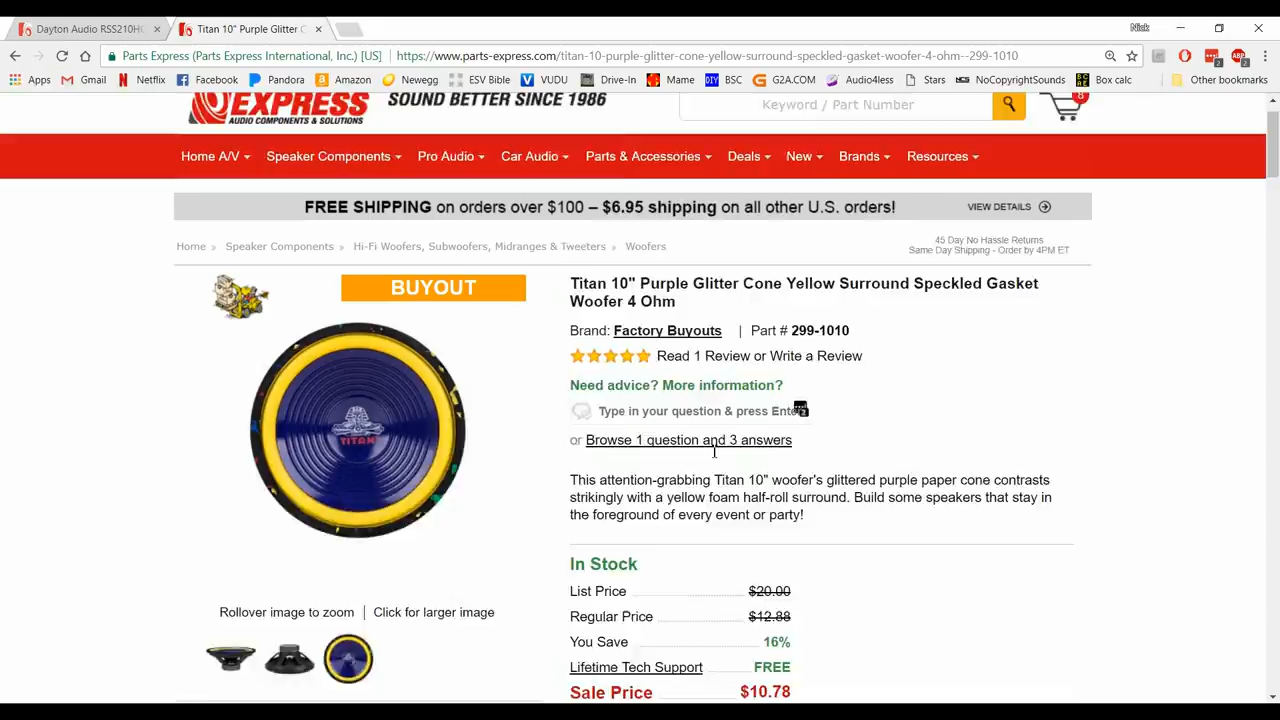 Dayton Audio RSS210H
Titan 10" Purple Glitter C
Nick
Parts Express (Parts Express International, Inc.) [US]
https://www.parts-express.com/titan-10-purple-glitter-cone-yellow-surround-speckled-gasket-woofer-4-ohm--299-1010
Apps
Gmail
Netflix
Facebook
Pandora
Amazon
Newegg
ESV Bible
VUDU
Drive-In
Mame
BSC
G2A.COM
Audio4less
Stars
NoCopyrightSounds
Box calc
Other bookmarks
EXPRESS
AUDIO COMPONENTS & SOLUTIONS
SOUND BETTER SINCE 1986
Keyword / Part Number
8
Home A/V
Speaker Components
Pro Audio
Car Audio
Parts & Accessories
Deals
New
Brands
Resources
FREE SHIPPING on orders over $100 – $6.95 shipping on all other U.S. orders!
VIEW DETAILS
Home » Speaker Components » Hi-Fi Woofers, Subwoofers, Midranges & Tweeters » Woofers
45 Day No Hassle Returns
Same Day Shipping - Order by 4PM ET
BUYOUT
TITAN
Rollover image to zoom | Click for larger image
Titan 10" Purple Glitter Cone Yellow Surround Speckled Gasket
Woofer 4 Ohm
Brand: Factory Buyouts | Part # 299-1010
Read 1 Review or Write a Review
Need advice? More information?
Type in your question & press Ente
or Browse 1 question and 3 answers
This attention-grabbing Titan 10" woofer's glittered purple paper cone contrasts
strikingly with a yellow foam half-roll surround. Build some speakers that stay in
the foreground of every event or party!
In Stock
List Price $20.00
Regular Price $12.88
You Save 16%
Lifetime Tech Support FREE
Sale Price $10.78